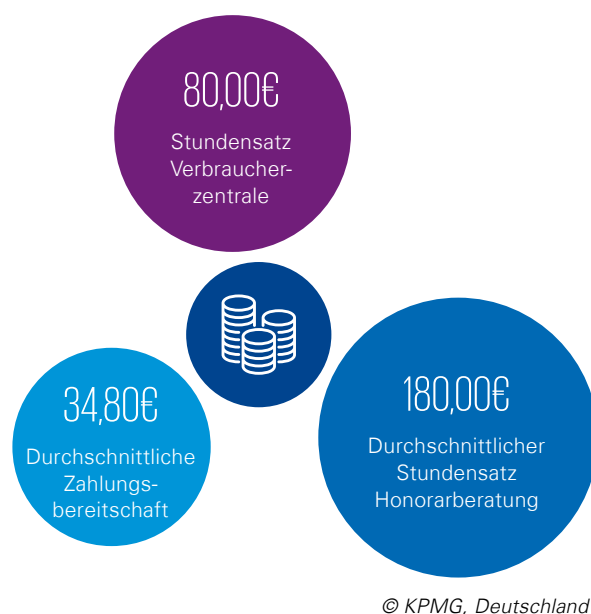 80,00€
Stundensatz
Verbraucher-
zentrale
34,80€
Durchschnittliche
Zahlungs-
bereitschaft
180,00€
Durchschnittlicher
Stundensatz
Honorarberatung
© KPMG, Deutschland